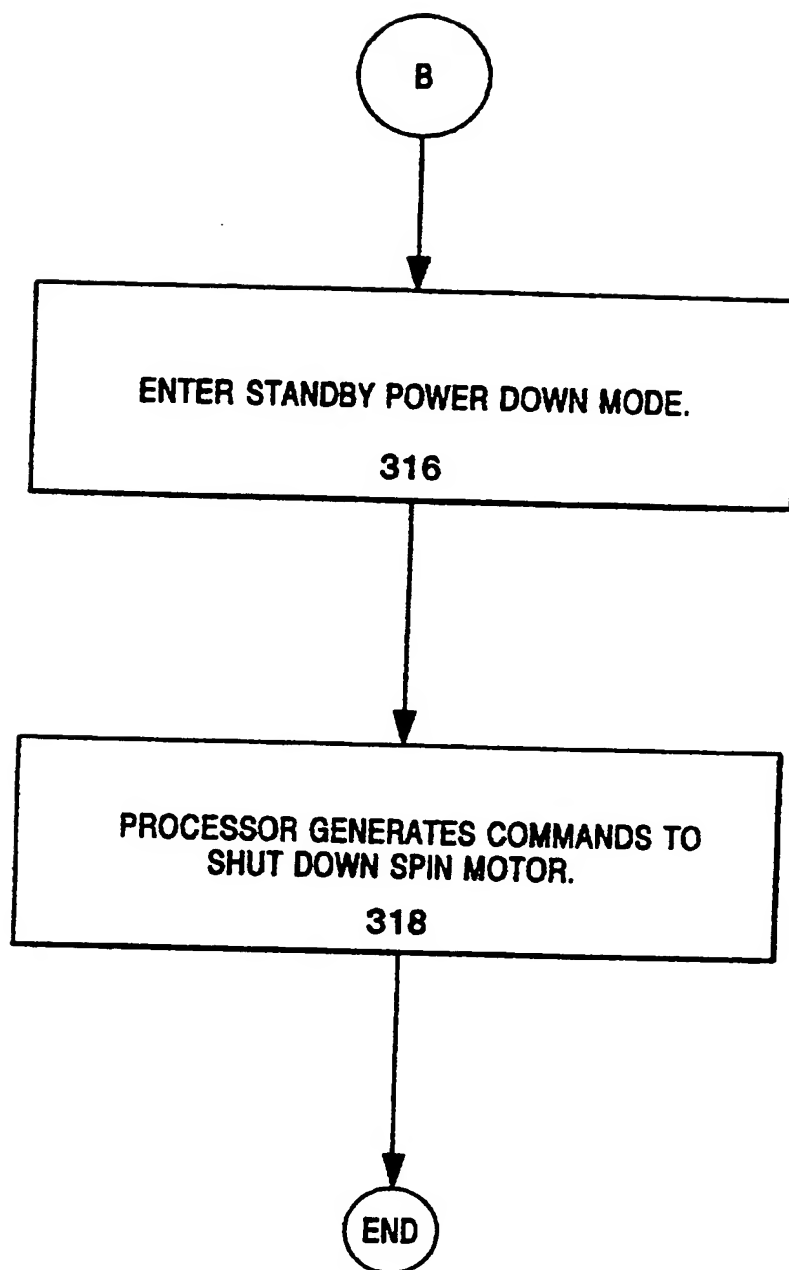 B
ENTER STANDBY POWER DOWN MODE.
316
PROCESSOR GENERATES COMMANDS TO
SHUT DOWN SPIN MOTOR.
318
END